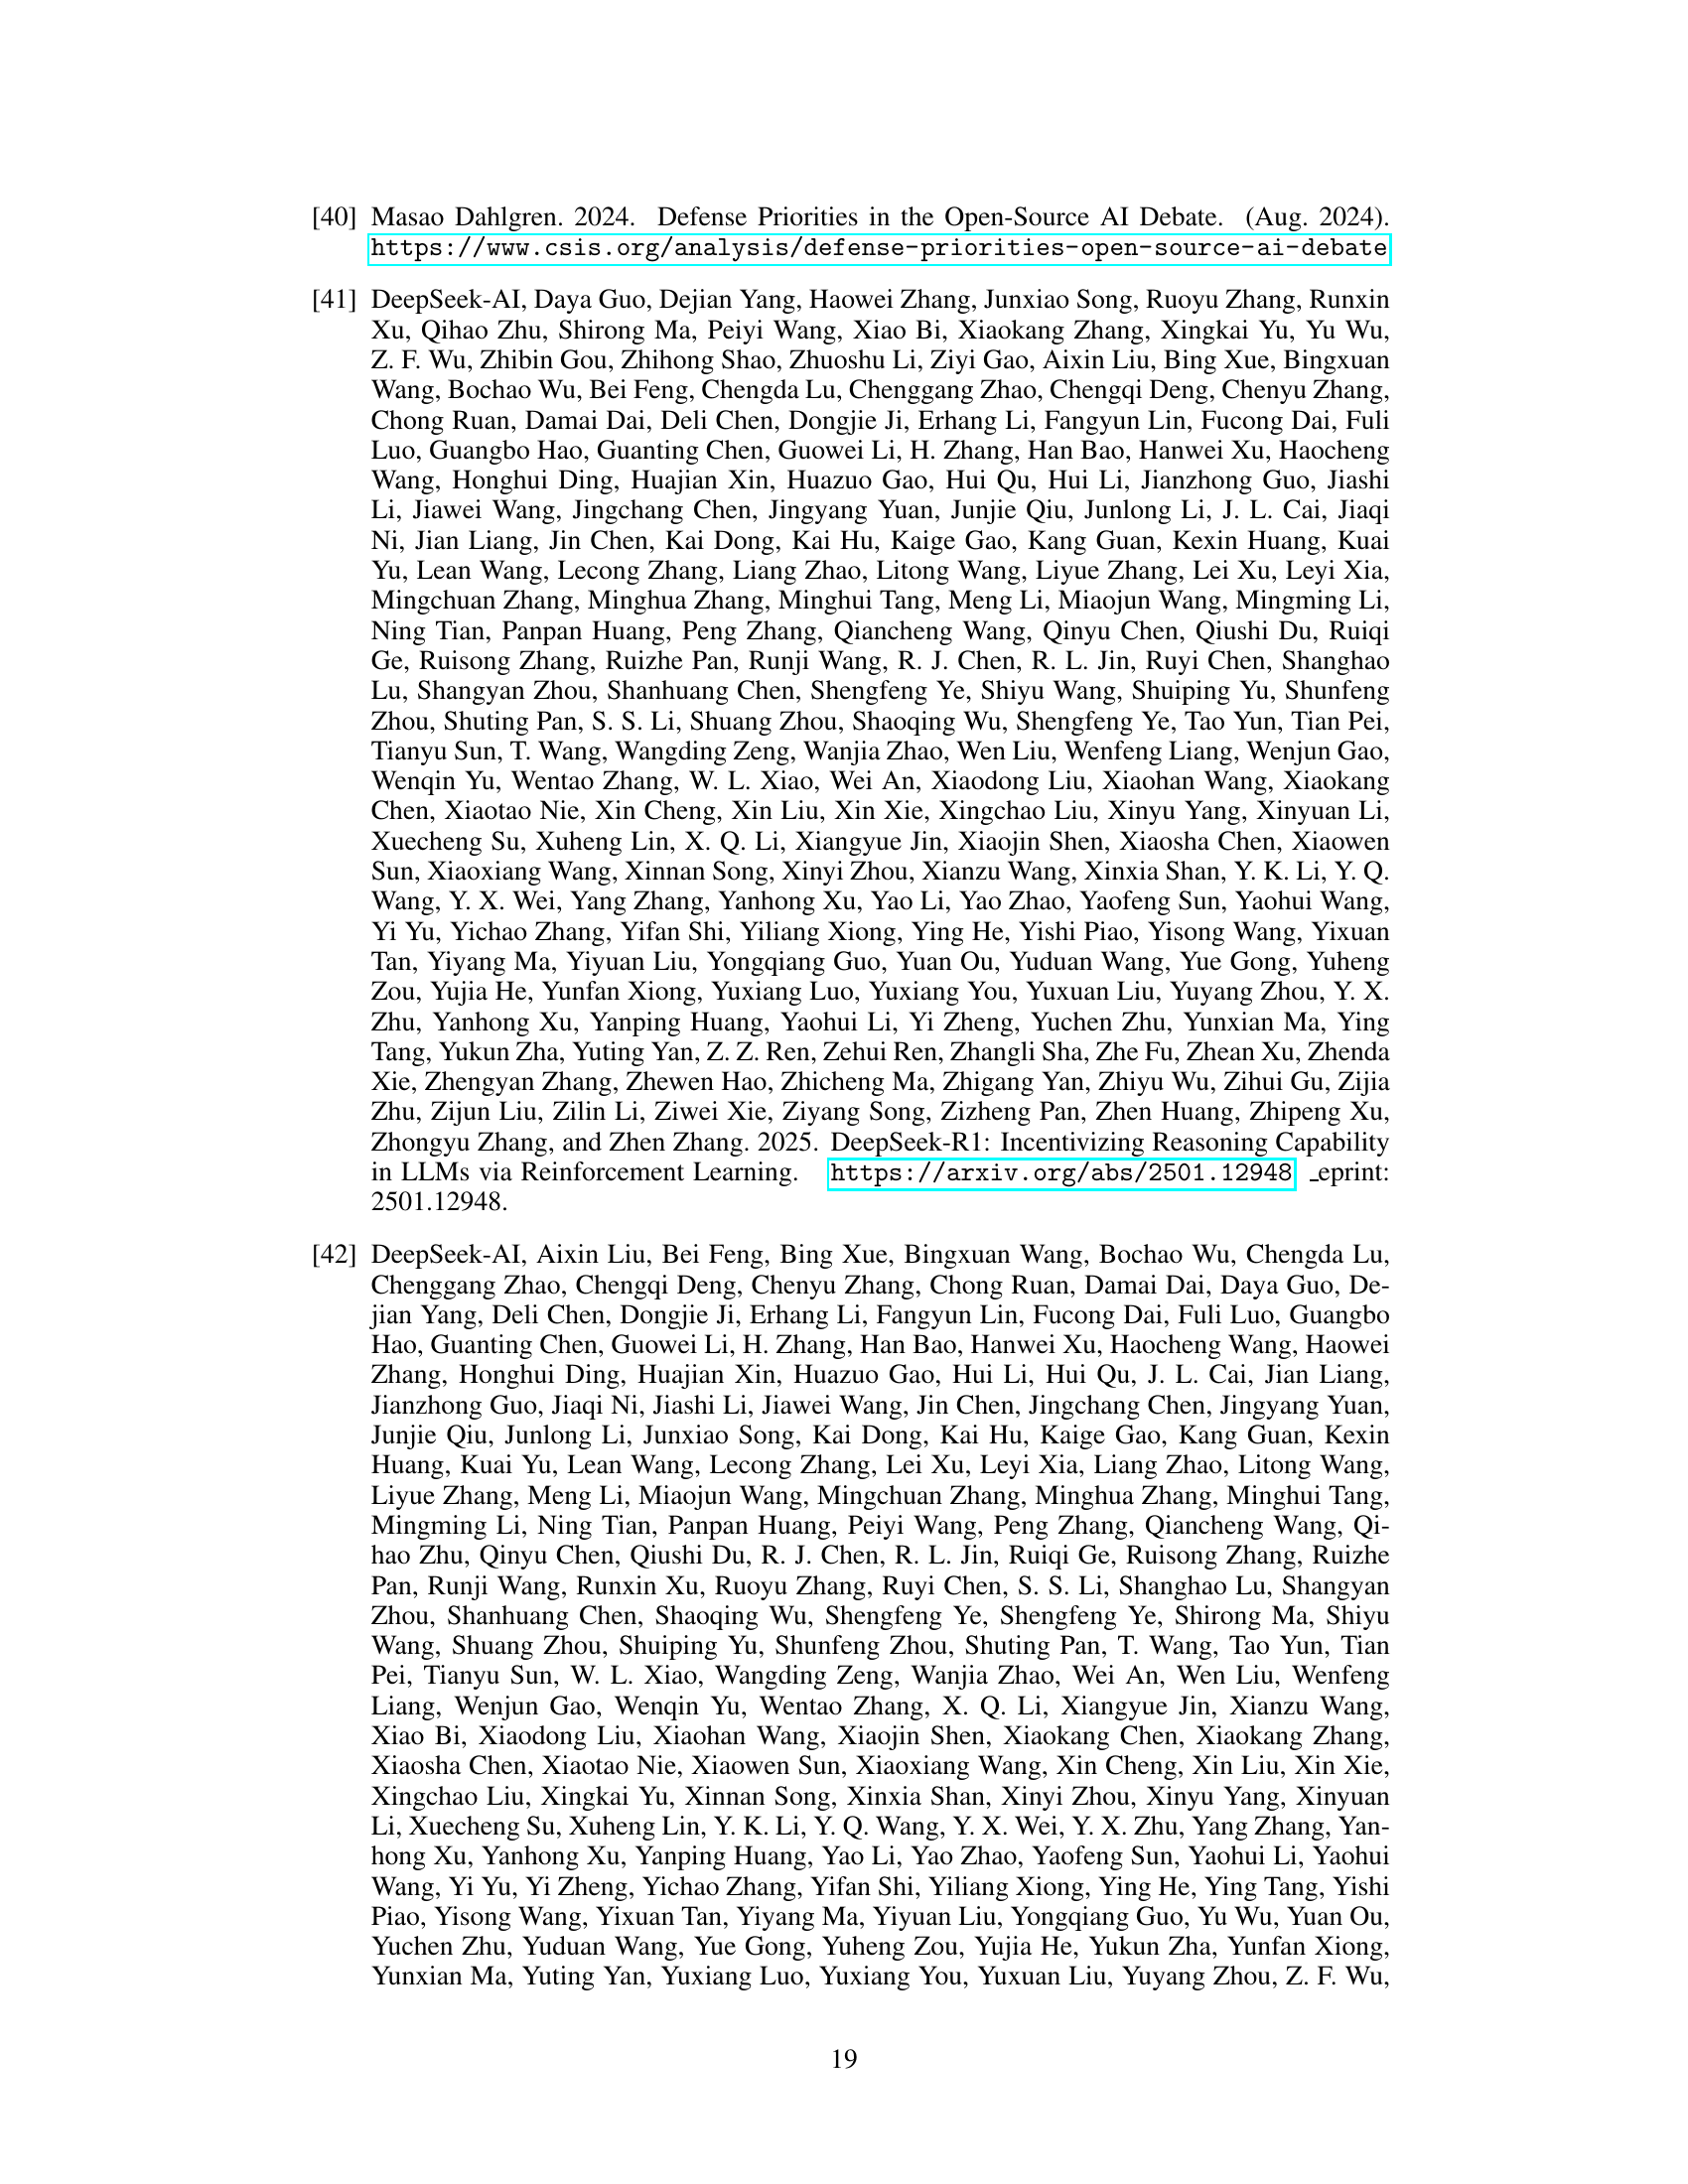 [40] Masao Dahlgren. 2024. Defense Priorities in the Open-Source AI Debate. (Aug. 2024).
https://www.csis.org/analysis/defense-priorities-open-source-ai-debate
[41] DeepSeek-AI, Daya Guo, Dejian Yang, Haowei Zhang, Junxiao Song, Ruoyu Zhang, Runxin
Xu, Qihao Zhu, Shirong Ma, Peiyi Wang, Xiao Bi, Xiaokang Zhang, Xingkai Yu, Yu Wu,
Z. F. Wu, Zhibin Gou, Zhihong Shao, Zhuoshu Li, Ziyi Gao, Aixin Liu, Bing Xue, Bingxuan
Wang, Bochao Wu, Bei Feng, Chengda Lu, Chenggang Zhao, Chengqi Deng, Chenyu Zhang,
Chong Ruan, Damai Dai, Deli Chen, Dongjie Ji, Erhang Li, Fangyun Lin, Fucong Dai, Fuli
Luo, Guangbo Hao, Guanting Chen, Guowei Li, H. Zhang, Han Bao, Hanwei Xu, Haocheng
Wang, Honghui Ding, Huajian Xin, Huazuo Gao, Hui Qu, Hui Li, Jianzhong Guo, Jiashi
Li, Jiawei Wang, Jingchang Chen, Jingyang Yuan, Junjie Qiu, Junlong Li, J. L. Cai, Jiaqi
Ni, Jian Liang, Jin Chen, Kai Dong, Kai Hu, Kaige Gao, Kang Guan, Kexin Huang, Kuai
Yu, Lean Wang, Lecong Zhang, Liang Zhao, Litong Wang, Liyue Zhang, Lei Xu, Leyi Xia,
Mingchuan Zhang, Minghua Zhang, Minghui Tang, Meng Li, Miaojun Wang, Mingming Li,
Ning Tian, Panpan Huang, Peng Zhang, Qiancheng Wang, Qinyu Chen, Qiushi Du, Ruiqi
Ge, Ruisong Zhang, Ruizhe Pan, Runji Wang, R. J. Chen, R. L. Jin, Ruyi Chen, Shanghao
Lu, Shangyan Zhou, Shanhuang Chen, Shengfeng Ye, Shiyu Wang, Shuiping Yu, Shunfeng
Zhou, Shuting Pan, S. S. Li, Shuang Zhou, Shaoqing Wu, Shengfeng Ye, Tao Yun, Tian Pei,
Tianyu Sun, T. Wang, Wangding Zeng, Wanjia Zhao, Wen Liu, Wenfeng Liang, Wenjun Gao,
Wenqin Yu, Wentao Zhang, W. L. Xiao, Wei An, Xiaodong Liu, Xiaohan Wang, Xiaokang
Chen, Xiaotao Nie, Xin Cheng, Xin Liu, Xin Xie, Xingchao Liu, Xinyu Yang, Xinyuan Li,
Xuecheng Su, Xuheng Lin, X. Q. Li, Xiangyue Jin, Xiaojin Shen, Xiaosha Chen, Xiaowen
Sun, Xiaoxiang Wang, Xinnan Song, Xinyi Zhou, Xianzu Wang, Xinxia Shan, Y. K. Li, Y. Q.
Wang, Y. X. Wei, Yang Zhang, Yanhong Xu, Yao Li, Yao Zhao, Yaofeng Sun, Yaohui Wang,
Yi Yu, Yichao Zhang, Yifan Shi, Yiliang Xiong, Ying He, Yishi Piao, Yisong Wang, Yixuan
Tan, Yiyang Ma, Yiyuan Liu, Yongqiang Guo, Yuan Ou, Yuduan Wang, Yue Gong, Yuheng
Zou, Yujia He, Yunfan Xiong, Yuxiang Luo, Yuxiang You, Yuxuan Liu, Yuyang Zhou, Y. X.
Zhu, Yanhong Xu, Yanping Huang, Yaohui Li, Yi Zheng, Yuchen Zhu, Yunxian Ma, Ying
Tang, Yukun Zha, Yuting Yan, Z. Z. Ren, Zehui Ren, Zhangli Sha, Zhe Fu, Zhean Xu, Zhenda
Xie, Zhengyan Zhang, Zhewen Hao, Zhicheng Ma, Zhigang Yan, Zhiyu Wu, Zihui Gu, Zijia
Zhu, Zijun Liu, Zilin Li, Ziwei Xie, Ziyang Song, Zizheng Pan, Zhen Huang, Zhipeng Xu,
Zhongyu Zhang, and Zhen Zhang. 2025. DeepSeek-R1: Incentivizing Reasoning Capability
in LLMs via Reinforcement Learning. https://arxiv.org/abs/2501.12948 _eprint:
2501.12948.
[42] DeepSeek-AI, Aixin Liu, Bei Feng, Bing Xue, Bingxuan Wang, Bochao Wu, Chengda Lu,
Chenggang Zhao, Chengqi Deng, Chenyu Zhang, Chong Ruan, Damai Dai, Daya Guo, De-
jian Yang, Deli Chen, Dongjie Ji, Erhang Li, Fangyun Lin, Fucong Dai, Fuli Luo, Guangbo
Hao, Guanting Chen, Guowei Li, H. Zhang, Han Bao, Hanwei Xu, Haocheng Wang, Haowei
Zhang, Honghui Ding, Huajian Xin, Huazuo Gao, Hui Li, Hui Qu, J. L. Cai, Jian Liang,
Jianzhong Guo, Jiaqi Ni, Jiashi Li, Jiawei Wang, Jin Chen, Jingchang Chen, Jingyang Yuan,
Junjie Qiu, Junlong Li, Junxiao Song, Kai Dong, Kai Hu, Kaige Gao, Kang Guan, Kexin
Huang, Kuai Yu, Lean Wang, Lecong Zhang, Lei Xu, Leyi Xia, Liang Zhao, Litong Wang,
Liyue Zhang, Meng Li, Miaojun Wang, Mingchuan Zhang, Minghua Zhang, Minghui Tang,
Mingming Li, Ning Tian, Panpan Huang, Peiyi Wang, Peng Zhang, Qiancheng Wang, Qi-
hao Zhu, Qinyu Chen, Qiushi Du, R. J. Chen, R. L. Jin, Ruiqi Ge, Ruisong Zhang, Ruizhe
Pan, Runji Wang, Runxin Xu, Ruoyu Zhang, Ruyi Chen, S. S. Li, Shanghao Lu, Shangyan
Zhou, Shanhuang Chen, Shaoqing Wu, Shengfeng Ye, Shengfeng Ye, Shirong Ma, Shiyu
Wang, Shuang Zhou, Shuiping Yu, Shunfeng Zhou, Shuting Pan, T. Wang, Tao Yun, Tian
Pei, Tianyu Sun, W. L. Xiao, Wangding Zeng, Wanjia Zhao, Wei An, Wen Liu, Wenfeng
Liang, Wenjun Gao, Wenqin Yu, Wentao Zhang, X. Q. Li, Xiangyue Jin, Xianzu Wang,
Xiao Bi, Xiaodong Liu, Xiaohan Wang, Xiaojin Shen, Xiaokang Chen, Xiaokang Zhang,
Xiaosha Chen, Xiaotao Nie, Xiaowen Sun, Xiaoxiang Wang, Xin Cheng, Xin Liu, Xin Xie,
Xingchao Liu, Xingkai Yu, Xinnan Song, Xinxia Shan, Xinyi Zhou, Xinyu Yang, Xinyuan
Li, Xuecheng Su, Xuheng Lin, Y. K. Li, Y. Q. Wang, Y. X. Wei, Y. X. Zhu, Yang Zhang, Yan-
hong Xu, Yanhong Xu, Yanping Huang, Yao Li, Yao Zhao, Yaofeng Sun, Yaohui Li, Yaohui
Wang, Yi Yu, Yi Zheng, Yichao Zhang, Yifan Shi, Yiliang Xiong, Ying He, Ying Tang, Yishi
Piao, Yisong Wang, Yixuan Tan, Yiyang Ma, Yiyuan Liu, Yongqiang Guo, Yu Wu, Yuan Ou,
Yuchen Zhu, Yuduan Wang, Yue Gong, Yuheng Zou, Yujia He, Yukun Zha, Yunfan Xiong,
Yunxian Ma, Yuting Yan, Yuxiang Luo, Yuxiang You, Yuxuan Liu, Yuyang Zhou, Z. F. Wu,
19